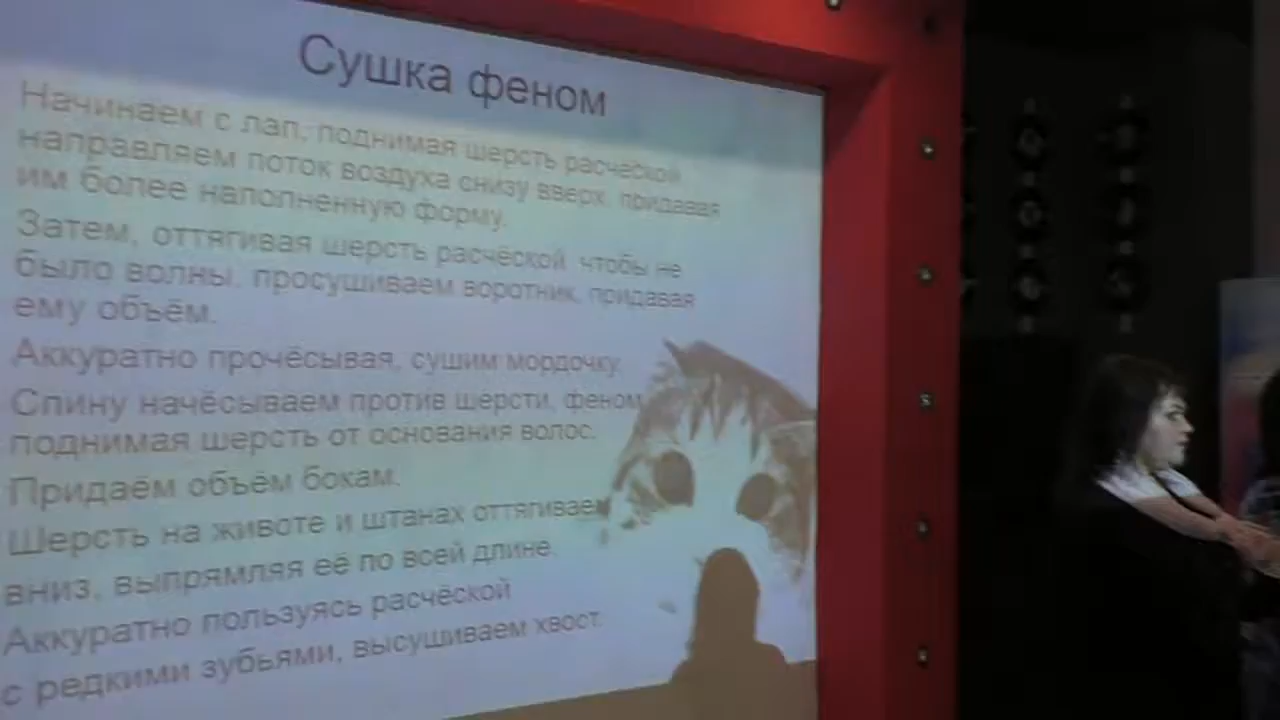 Сушка феном
Начинаем с лап, поднимая шерсть расчёской
направляем поток воздуха снизу вверх, придавая
им более наполненную форму.
Затем, оттягивая шерсть расчёской чтобы не
было волны, просушиваем воротник, придавая
ему объём.
Аккуратно прочёсывая, сушим мордочку.
Спину начёсываем против шерсти, феном
поднимая шерсть от основания волос.
Придаём объём бокам.
Шерсть на животе и штанах оттягиваем
вниз, выпрямляя её по всей длине.
Аккуратно пользуясь расчёской
с редкими зубьями, высушиваем хвост.